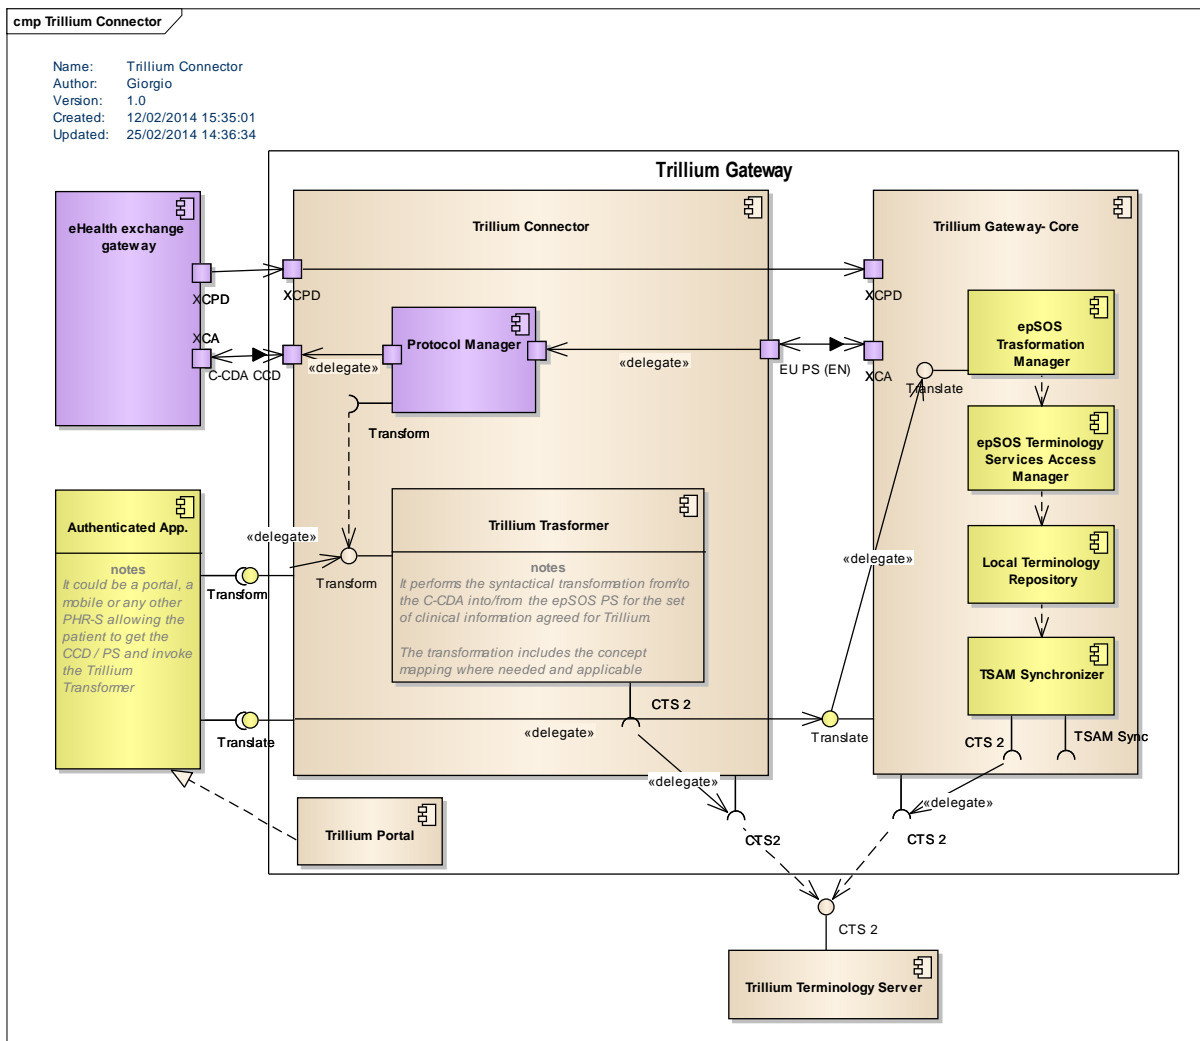 cmp Trillium Connector
Name: Trillium Connector
Author: Giorgio
Version: 1.0
Created: 12/02/2014 15:35:01
Updated: 25/02/2014 14:36:34
Trillium Gateway
eHealth exchange
gateway
XCPD
XCA
C-CDA CCD
Trillium Connector
XCPD
Protocol Manager
«delegate»
«delegate»
Transform
EU PS (EN)
Trillium Gateway- Core
XCPD
XCA
Translate
epSOS
Trasformation
Manager
epSOS Terminology
Services Access
Manager
Local Terminology
Repository
TSAM Synchronizer
CTS 2
TSAM Sync
Authenticated App.
notes
It could be a portal, a
mobile or any other
PHR-S allowing the
patient to get the
CCD / PS and invoke
the Trillium
Transformer
«delegate»
Transform
Transform
Trillium Trasformer
notes
It performs the syntactical transformation from/to
the C-CDA into/from the epSOS PS for the set
of clinical information agreed for Trillium.
The transformation includes the concept
mapping where needed and applicable
CTS 2
«delegate»
Translate
«delegate»
Translate
«delegate»
«delegate»
CTS2
CTS 2
Trillium Portal
CTS 2
Trillium Terminology Server